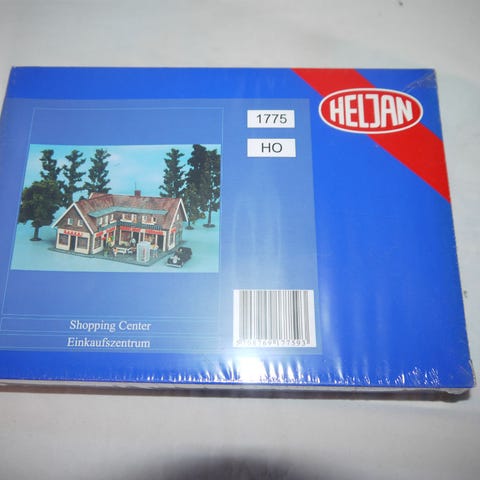 HELJAN
1775
HO
Shopping Center
Einkaufszentrum